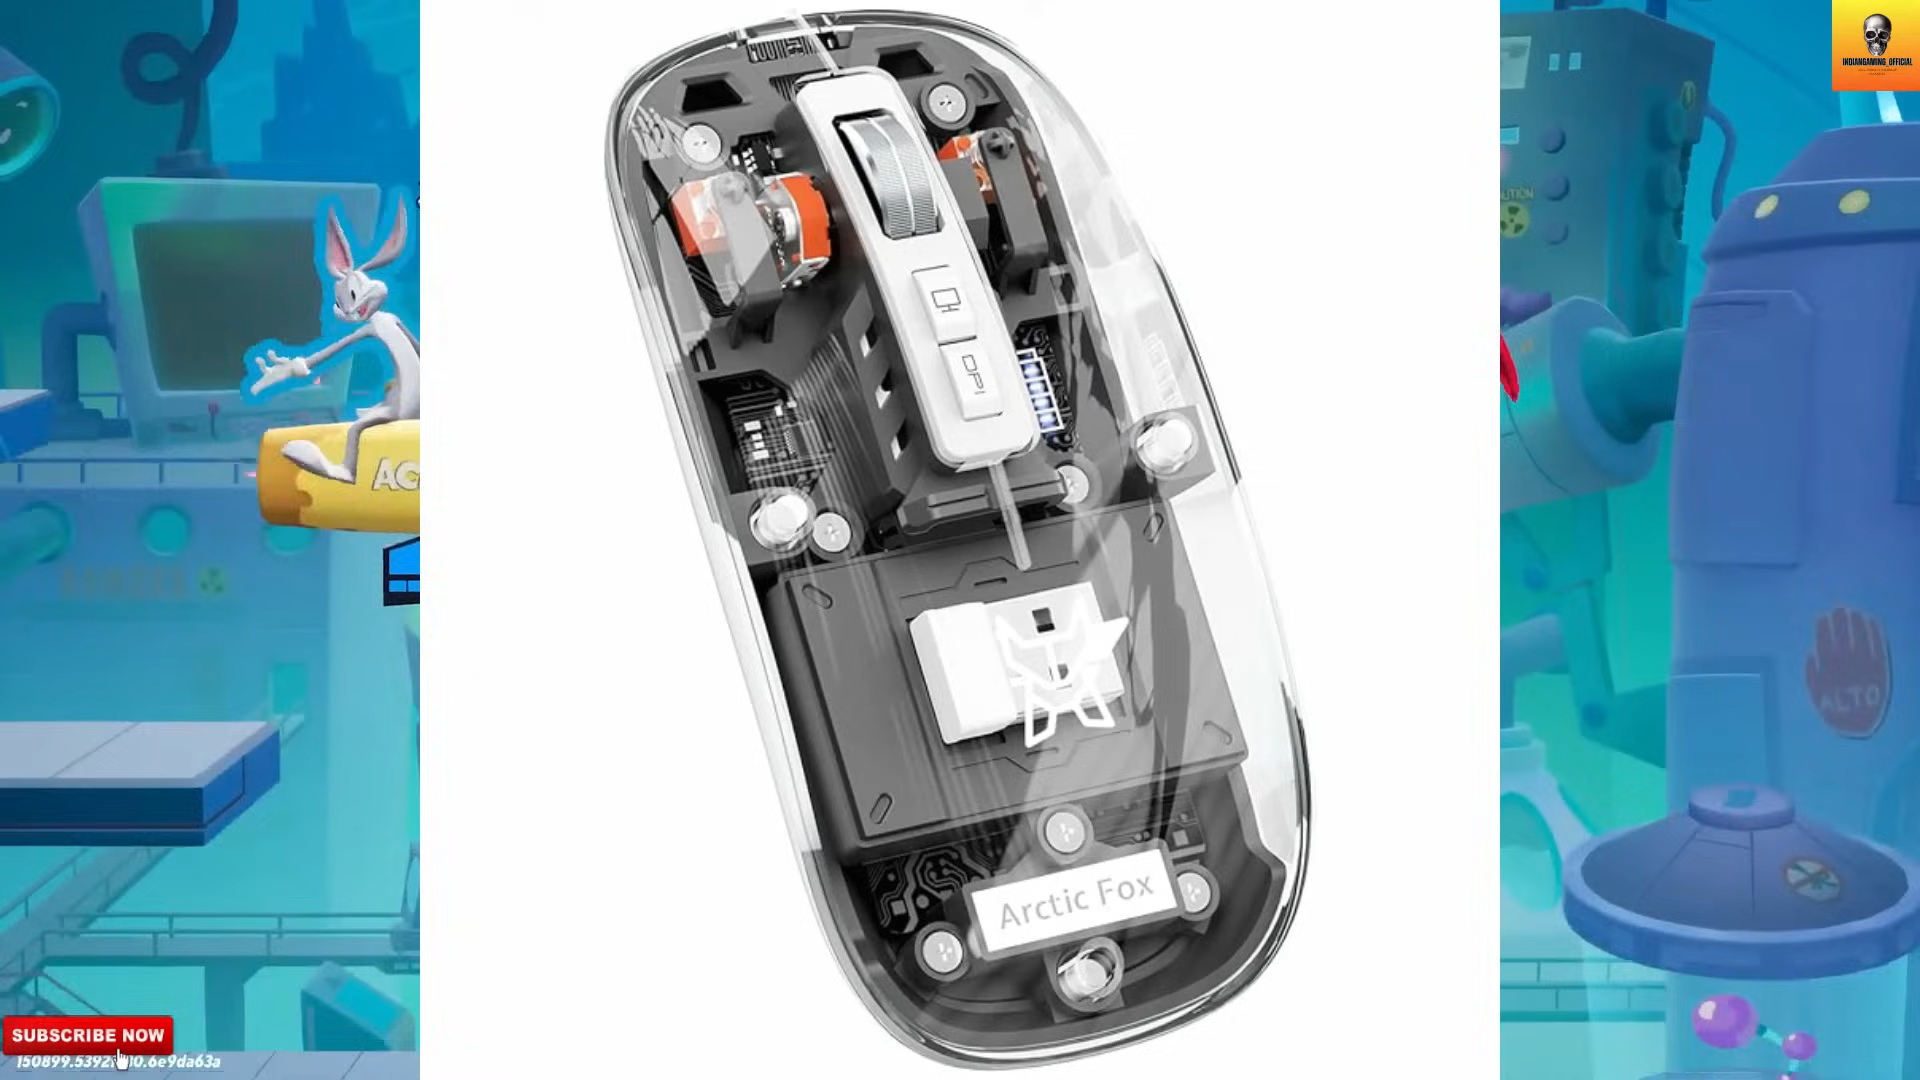 INDIANGAMING_OFFICIAL
AC
DPI
ALTO
Arctic Fox
SUBSCRIBE NOW